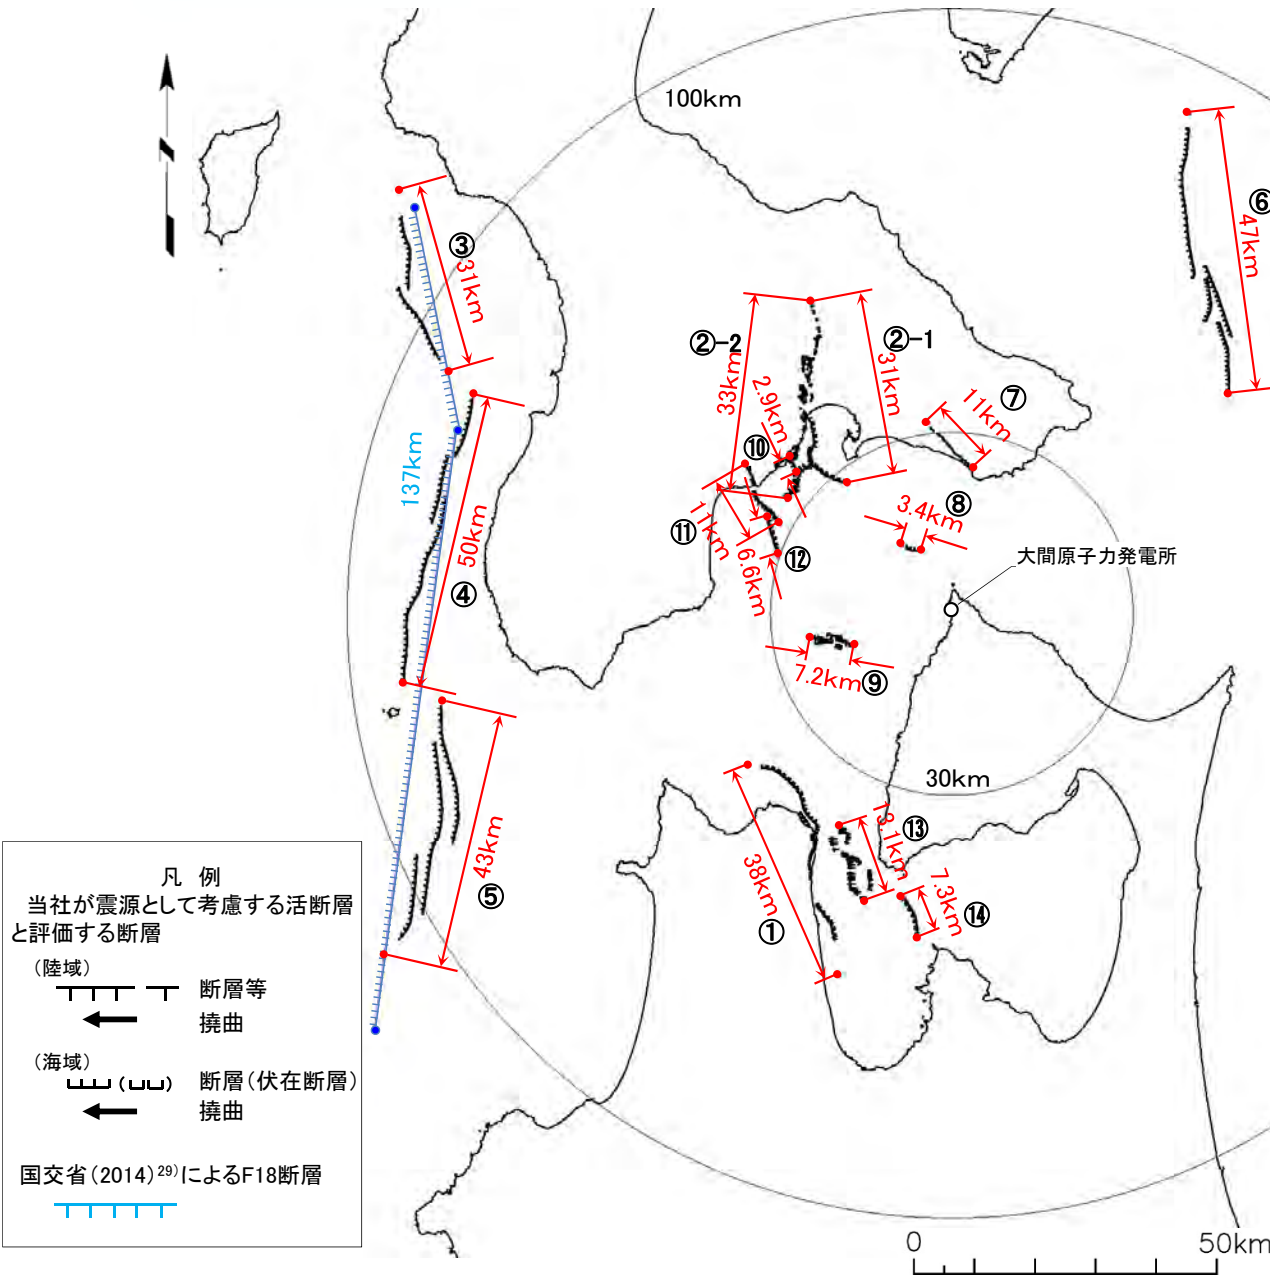 100km
⑥
47km
③
31km
②-2
②-1
33km
2.9km
31km
⑦
11km
137km
⑩
⑧
3.4km
50km
⑪
11km
6.6km
⑫
大間原子力発電所
④
7.2km
⑨
30km
43km
⑤
38km
①
13.1km
⑬
7.3km
⑭
凡 例
当社が震源として考慮する活断層
と評価する断層
(陸域)
断層等
撓曲
(海域)
( )
断層(伏在断層)
撓曲
国交省(2014)29)によるF18断層
0
50km